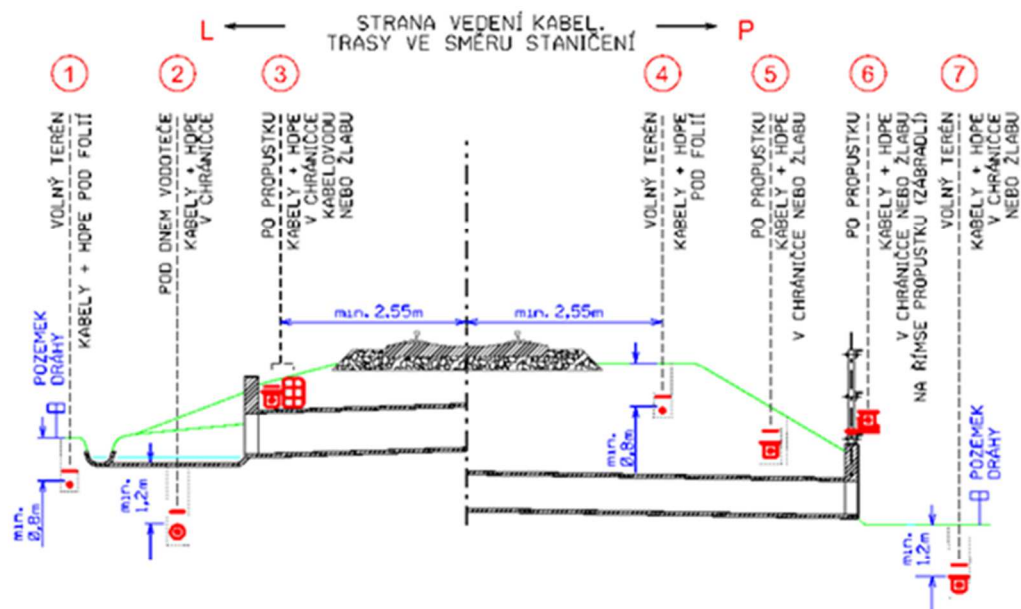 L
STRANA VEDENÍ KABEL.
TRASY VE SMĚRU STANIČENÍ
P
1
2
3
4
5
6
7
VOLNÝ TERÉN
KABELY + HDPE POD FOLIÍ
POD DNEM VODOTEČE
KABELY + HDPE
V CHRÁNIČCE
PO PROPUSTKU
KABELY + HDPE
V CHRÁNIČCE
KABELOVODU
NEBO ŽLABU
VOLNÝ TERÉN
KABELY + HDPE
POD FOLIÍ
PO PROPUSTKU
KABELY + HDPE
V CHRÁNIČCE NEBO ŽLABU
PO PROPUSTKU
KABELY + HDPE
V CHRÁNIČCE NEBO ŽLABU
NA ŘÍMSE PROPUSTKU (ZÁBRADLÍ)
VOLNÝ TERÉN
KABELY + HDPE
V CHRÁNIČCE
NEBO ŽLABU
min. 2,55m
min. 2,55m
POZEMEK
DRÁHY
min.
0,8m
min.
1,2m
min.
0,8m
POZEMEK
DRÁHY
min.
1,2m